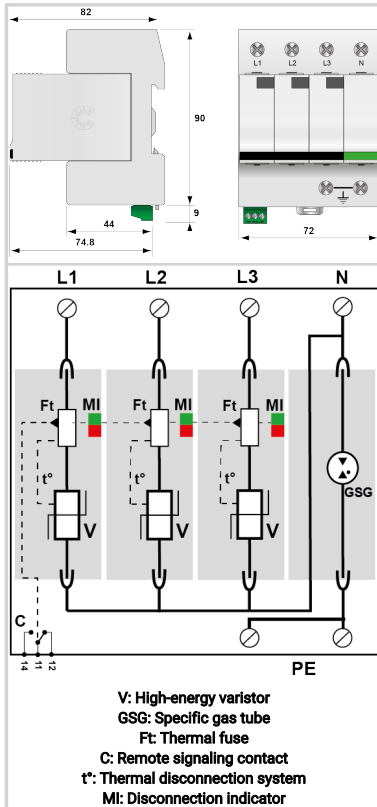 82
90
9
44
74.8
L1 L2 L3 N
72
L1 L2 L3 N
Ft MI Ft MI Ft MI
t° t° t°
GSG
V V V
C
14 11 12
PE
V: High-energy varistor
GSG: Specific gas tube
Ft: Thermal fuse
C: Remote signaling contact
t°: Thermal disconnection system
MI: Disconnection indicator